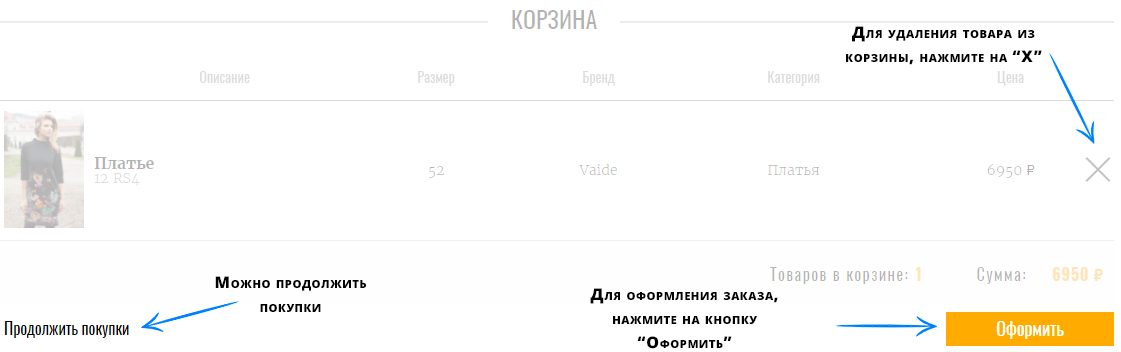 КОРЗИНА
Для удаления товара из
корзины, нажмите на “X”
Описание Размер Бренд Категория Цена
Платье
12 RS4
52 Vaide Платья 6950 ₽
Товаров в корзине: 1 Сумма: 6950 ₽
Можно продолжить
покупки
Для оформления заказа,
нажмите на кнопку
“Оформить”
Продолжить покупки
Оформить